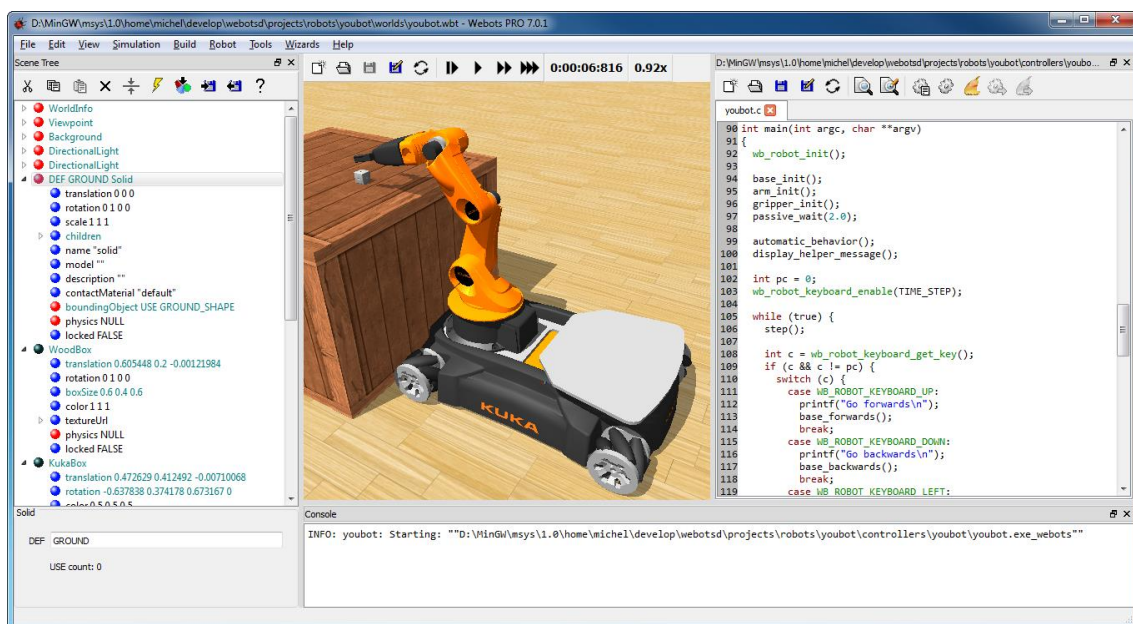 D:\MinGW\msys\1.0\home\michel\develop\webotsd\projects\robots\youbot\worlds\youbot.wbt - Webots PRO 7.0.1
File Edit View Simulation Build Robot Tools Wizards Help
Scene Tree
WorldInfo
Viewpoint
Background
DirectionalLight
DirectionalLight
DEF GROUND Solid
translation 0 0 0
rotation 0 1 0 0
scale 1 1 1
children
name "solid"
model ""
description ""
contactMaterial "default"
boundingObject USE GROUND_SHAPE
physics NULL
locked FALSE
WoodBox
translation 0.605448 0.2 -0.00121984
rotation 0 1 0 0
boxSize 0.6 0.4 0.6
color 1 1 1
textureUrl
physics NULL
locked FALSE
KukaBox
translation 0.472629 0.412492 -0.00710068
rotation -0.637838 0.374178 0.673167 0
color 0.5 0.5 0.5
Solid
DEF GROUND
USE count: 0
0:00:06:816 0.92x
KUKA
D:\MinGW\msys\1.0\home\michel\develop\webotsd\projects\robots\youbot\controllers\youbo...
youbot.c
90 int main(int argc, char **argv)
91 {
92 wb_robot_init();
93
94 base_init();
95 arm_init();
96 gripper_init();
97 passive_wait(2.0);
98
99 automatic_behavior();
100 display_helper_message();
101
102 int pc = 0;
103 wb_robot_keyboard_enable(TIME_STEP);
104
105 while (true) {
106 step();
107
108 int c = wb_robot_keyboard_get_key();
109 if (c && c != pc) {
110 switch (c) {
111 case WB_ROBOT_KEYBOARD_UP:
112 printf("Go forwards\n");
113 base_forwards();
114 break;
115 case WB_ROBOT_KEYBOARD_DOWN:
116 printf("Go backwards\n");
117 base_backwards();
118 break;
119 case WB_ROBOT_KEYBOARD_LEFT:
Console
INFO: youbot: Starting: ""D:\MinGW\msys\1.0\home\michel\develop\webotsd\projects\robots\youbot\controllers\youbot\youbot.exe_webots""